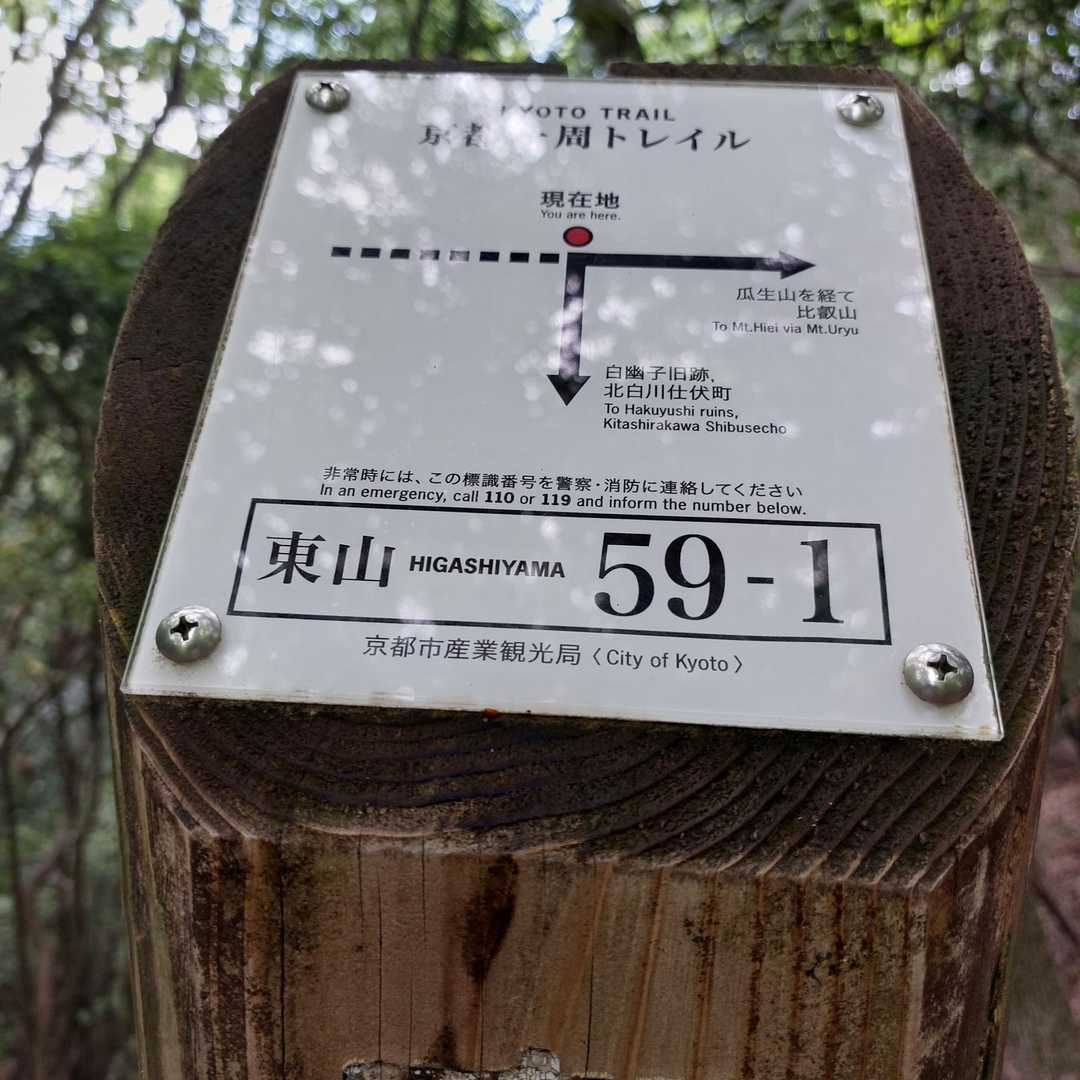 KYOTO TRAIL
京都一周トレイル
現在地
You are here.
瓜生山を経て
比叡山
To Mt.Hiei via Mt.Uryu
白幽子旧跡,
北白川仕伏町
To Hakuyushi ruins,
Kitashirakawa Shibusecho
非常時には、この標識番号を警察・消防に連絡してください
In an emergency, call 110 or 119 and inform the number below.
東山 HIGASHIYAMA 59-1
京都市産業観光局〈City of Kyoto〉